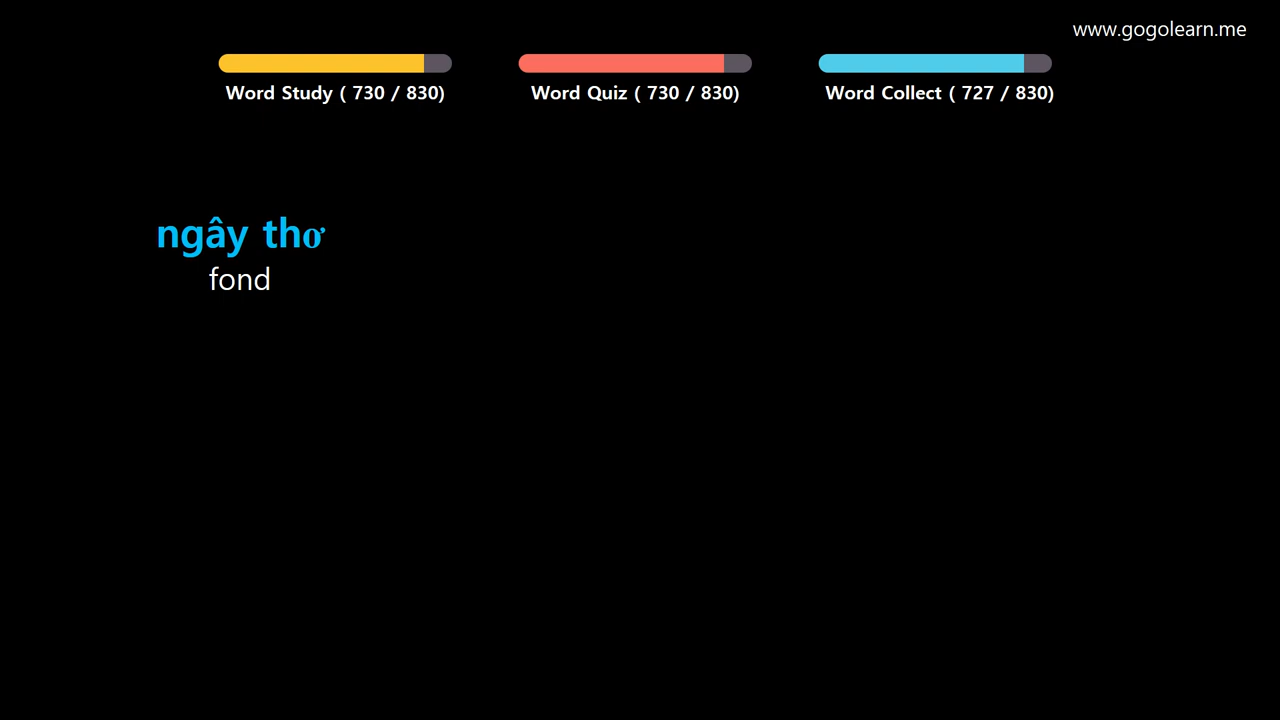 www.gogolearn.me
Word Study ( 730 / 830)
Word Quiz ( 730 / 830)
Word Collect ( 727 / 830)
ngây thơ
fond